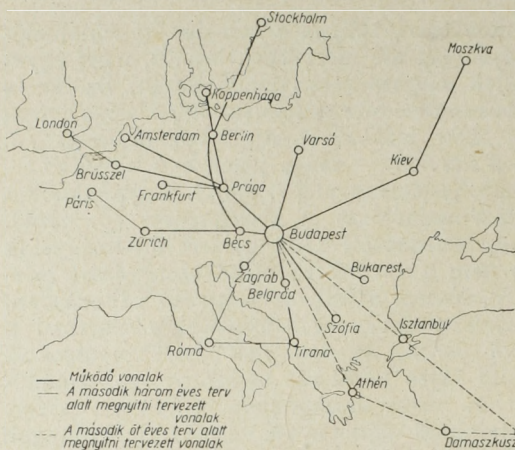 Stockholm
Moszkva
Koppenhága
London
Amsterdam
Berlin
Varsó
Kiev
Brüsszel
Frankfurt
Prága
Páris
Zürich
Bécs
Budapest
Zágráb
Bukarest
Belgrád
Szófia
Isztanbul
Róma
Tirana
Athén
Damaszkusz
Működő vonalak
A második három éves terv
alatt megnyitni tervezett
vonalak
A második öt éves terv alatt
megnyitni tervezett vonalak